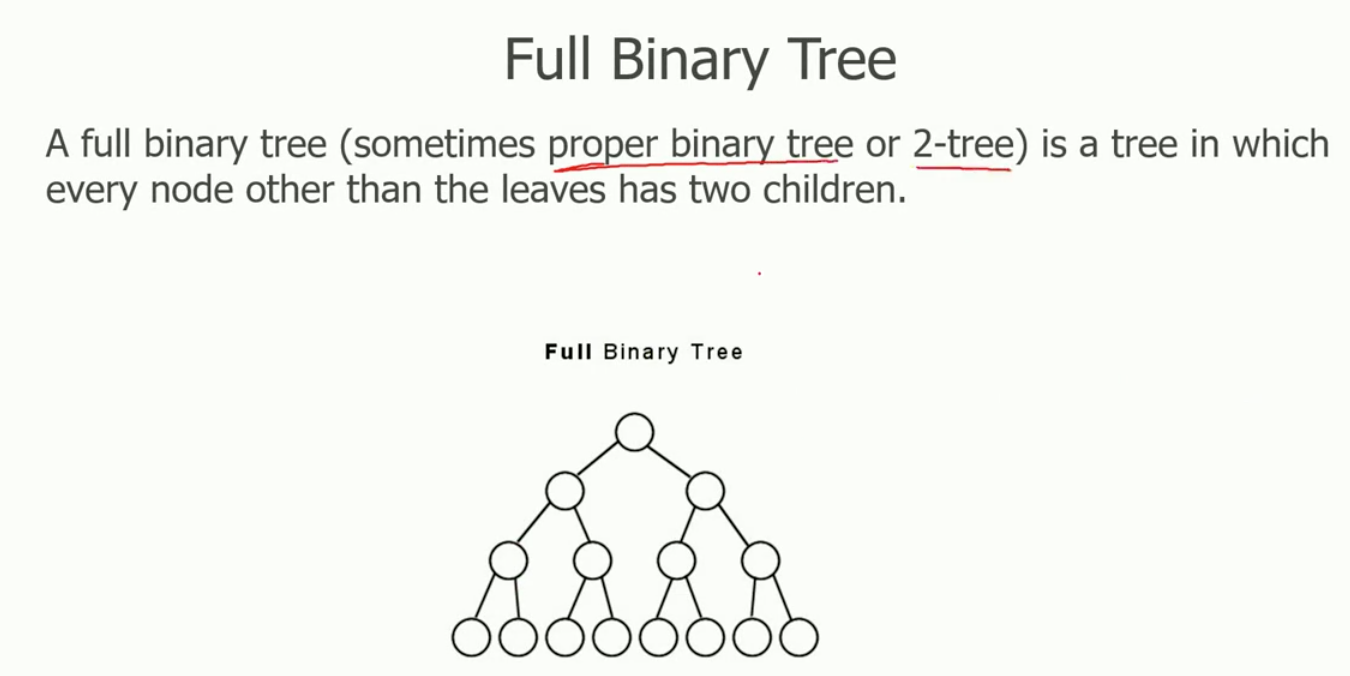 Full Binary Tree
A full binary tree (sometimes proper binary tree or 2-tree) is a tree in which
every node other than the leaves has two children.
Full Binary Tree